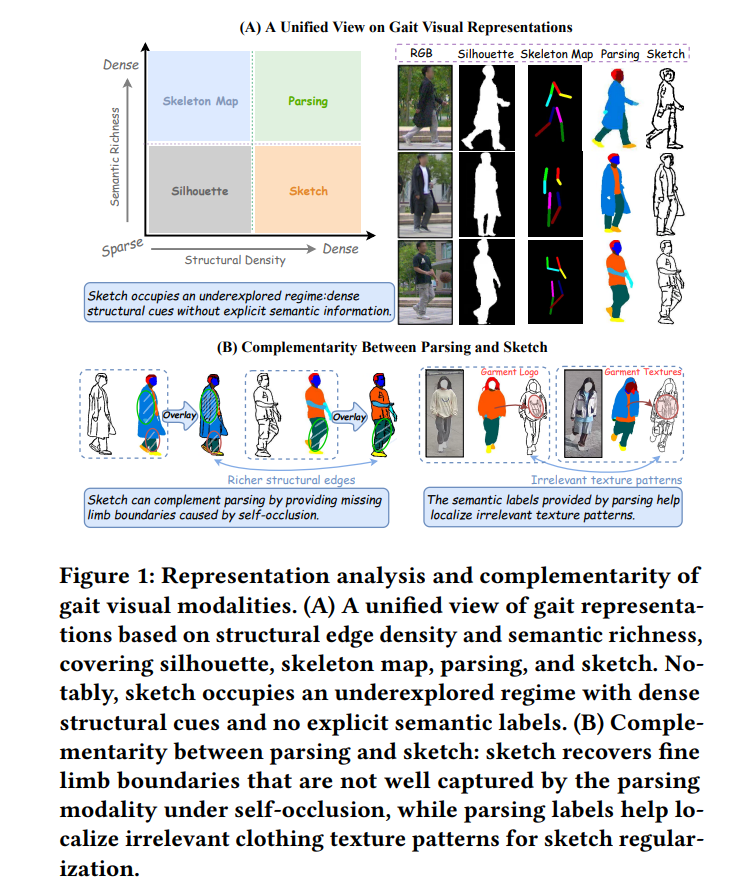 (A) A Unified View on Gait Visual Representations
RGB Silhouette Skeleton Map Parsing Sketch
Dense
Semantic Richness
Skeleton Map
Parsing
Silhouette
Sketch
Sparse
Structural Density
Dense
Sketch occupies an underexplored regime:dense
structural cues without explicit semantic information.
(B) Complementarity Between Parsing and Sketch
Overlay
Overlay
Garment Logo
Garment Textures
Richer structural edges
Irrelevant texture patterns
Sketch can complement parsing by providing missing
limb boundaries caused by self-occlusion.
The semantic labels provided by parsing help
localize irrelevant texture patterns.
Figure 1: Representation analysis and complementarity of
gait visual modalities. (A) A unified view of gait representa-
tions based on structural edge density and semantic richness,
covering silhouette, skeleton map, parsing, and sketch. No-
tably, sketch occupies an underexplored regime with dense
structural cues and no explicit semantic labels. (B) Comple-
mentarity between parsing and sketch: sketch recovers fine
limb boundaries that are not well captured by the parsing
modality under self-occlusion, while parsing labels help lo-
calize irrelevant clothing texture patterns for sketch regular-
ization.